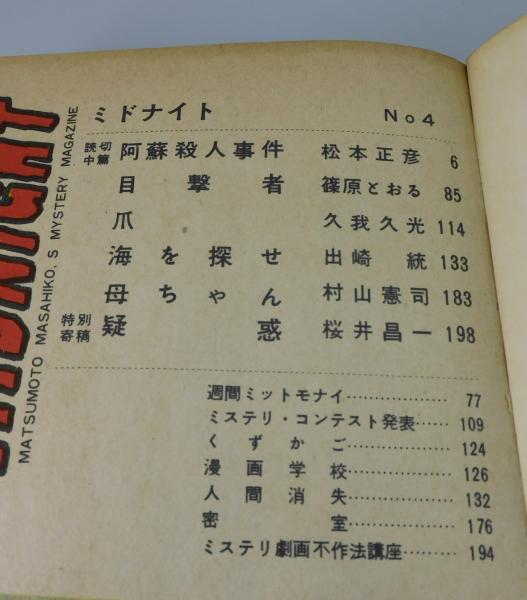 MIDNIGHT
MATSUMOTO MASAHIKO, S MYSTERY MAGAZINE
ミドナイト No4
読切中篇 阿蘇殺人事件 松本正彦 6
目撃者 篠原とおる 85
爪 久我久光 114
海を探せ 出崎統 133
母ちゃん 村山憲司 183
特別寄稿 疑惑 桜井昌一 198
週間ミットモナイ………………… 77
ミステリ・コンテスト発表…… 109
くずかご……………… 124
漫画学校……………… 126
人間消失……………… 132
密室……………… 176
ミステリ劇画不作法講座……… 194